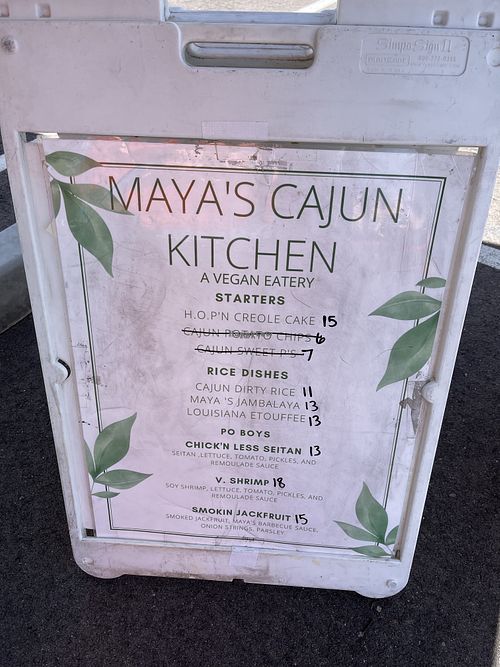 SimpoSign II
MAYA'S CAJUN
KITCHEN
A VEGAN EATERY
STARTERS
H.O.P'N CREOLE CAKE 15
CAJUN POTATO CHIPS 6
CAJUN SWEET P'S 7
RICE DISHES
CAJUN DIRTY RICE 11
MAYA 'S JAMBALAYA 13
LOUISIANA ETOUFFEE 13
PO BOYS
CHICK'N LESS SEITAN 13
SEITAN ,LETTUCE, TOMATO, PICKLES, AND
REMOULADE SAUCE
V. SHRIMP 18
SOY SHRIMP, LETTUCE, TOMATO, PICKLES, AND
REMOULADE SAUCE
SMOKIN JACKFRUIT 15
SMOKED JACKFRUIT, MAYA'S BARBECUE SAUCE,
ONION STRINGS, PARSLEY